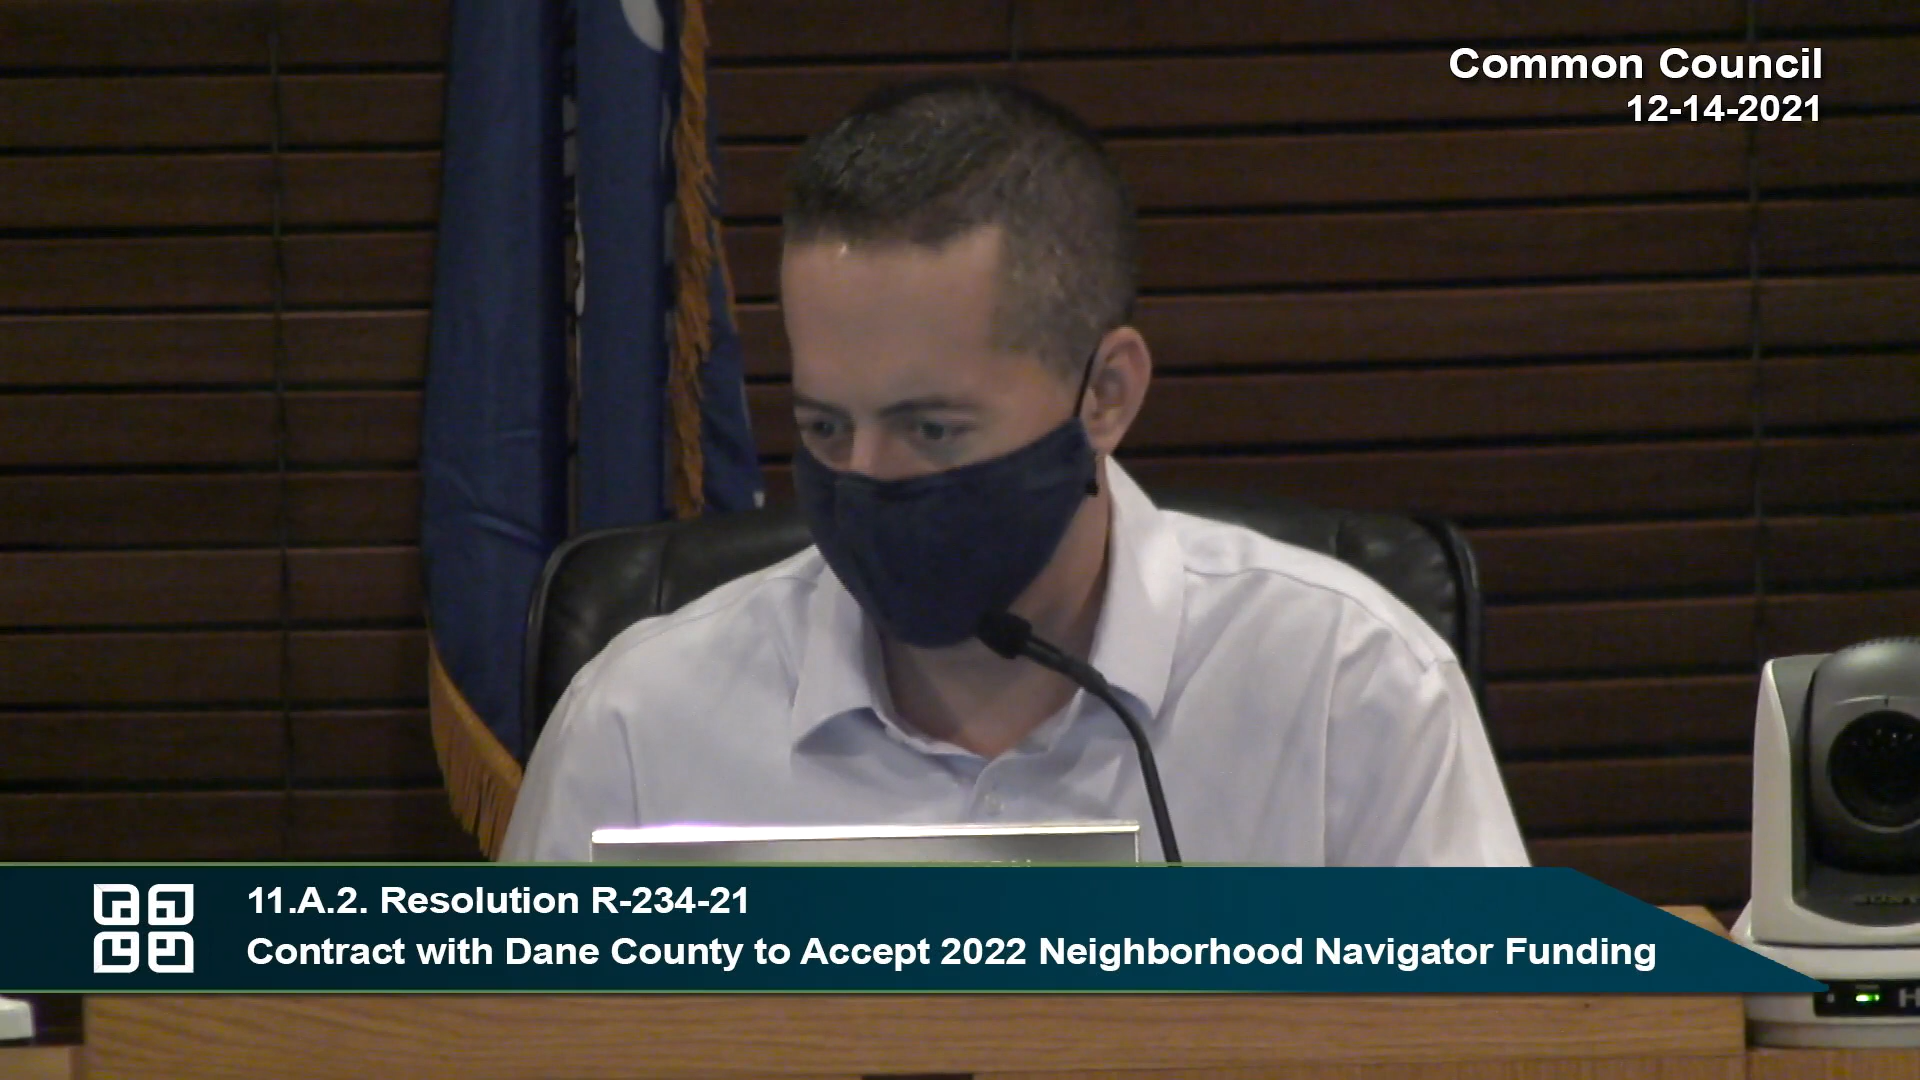 Common Council
12-14-2021
11.A.2. Resolution R-234-21
Contract with Dane County to Accept 2022 Neighborhood Navigator Funding